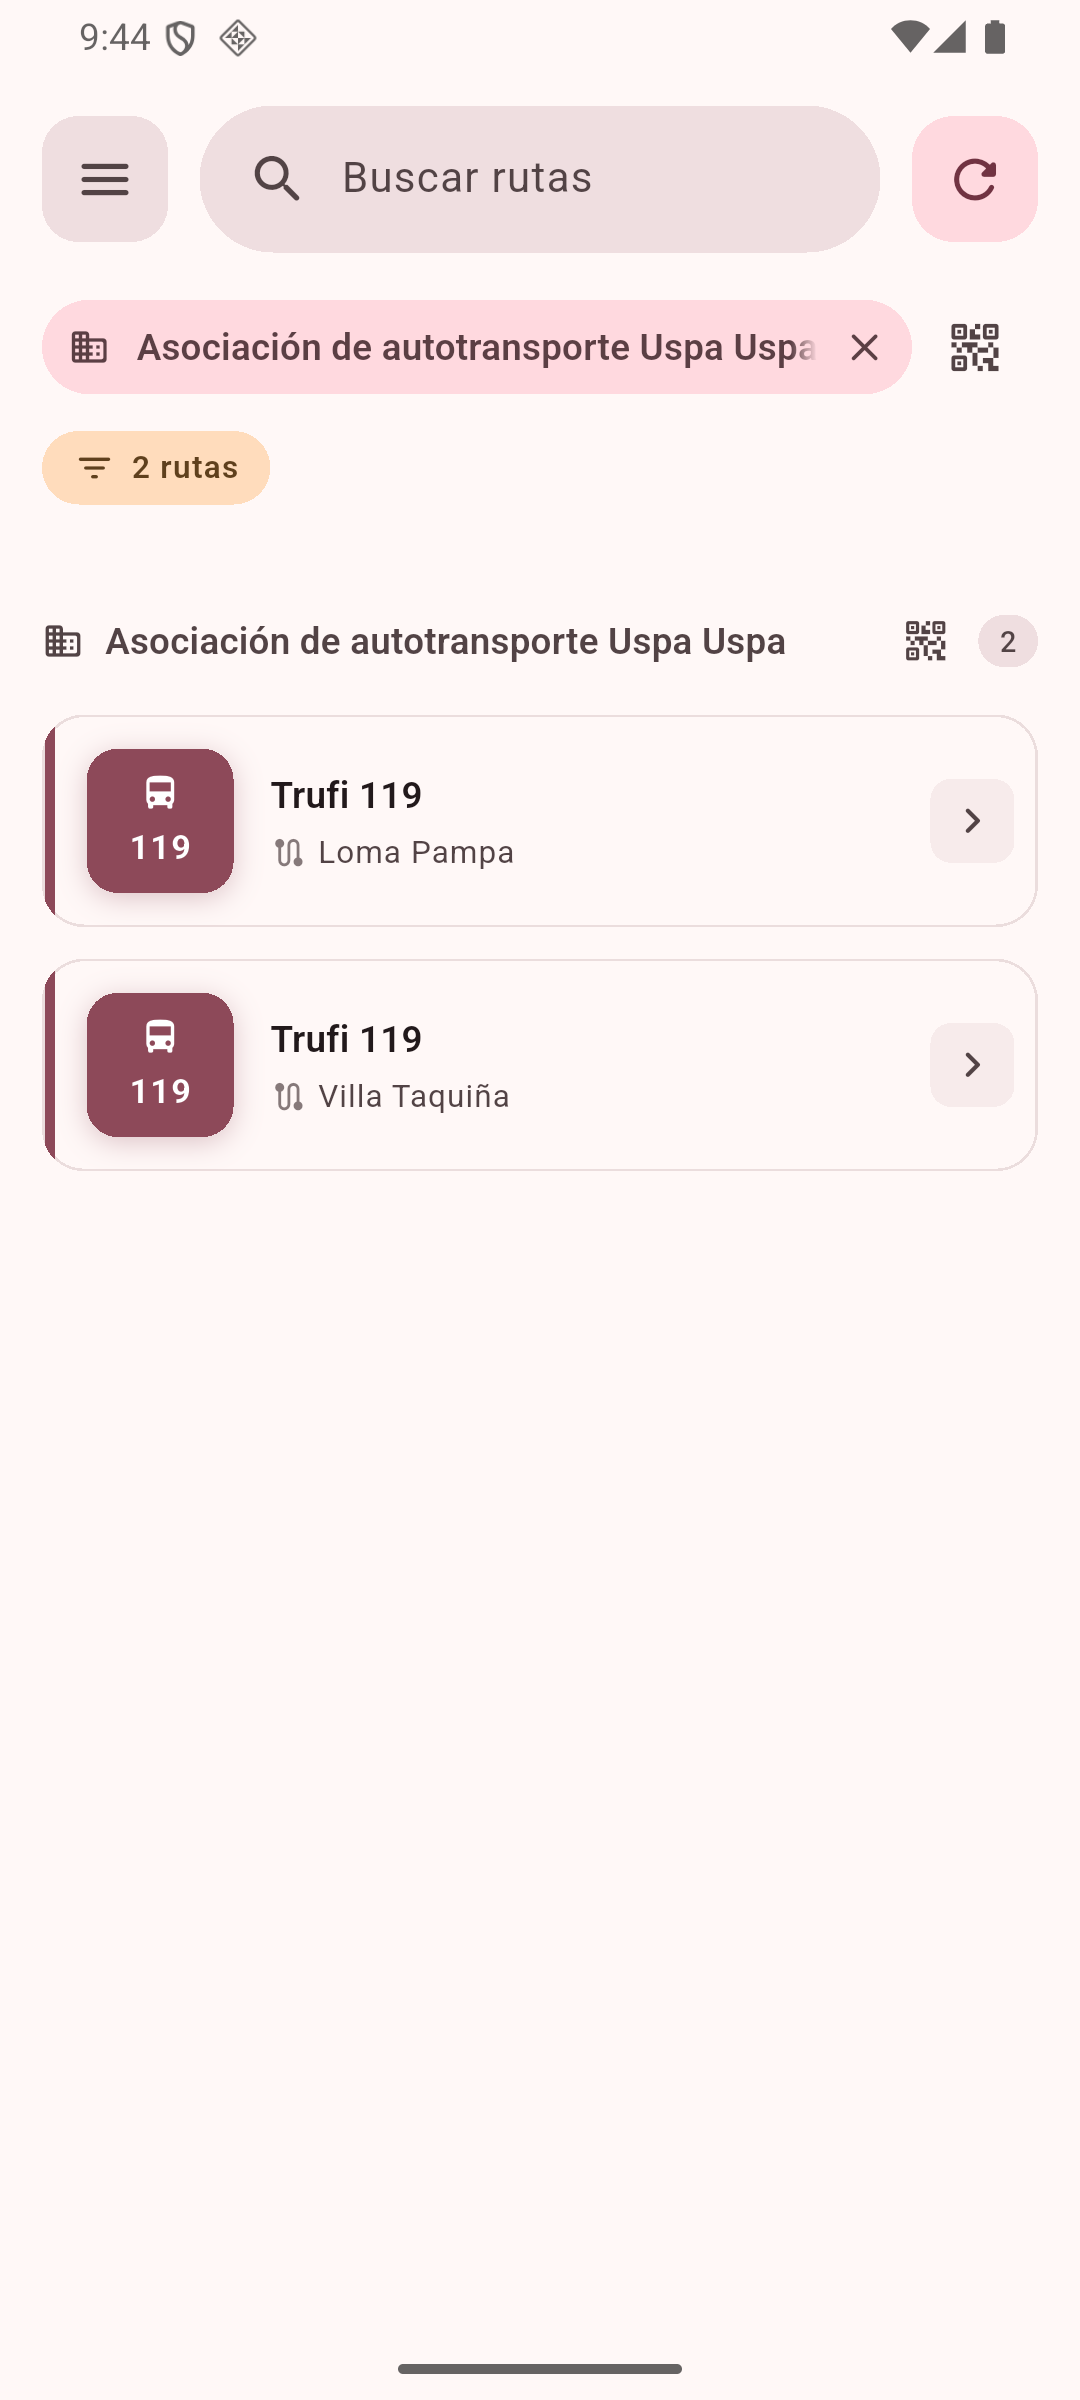 9:44
Buscar rutas
Asociación de autotransporte Uspa Uspa
2 rutas
Asociación de autotransporte Uspa Uspa
2
119
Trufi 119
Loma Pampa
119
Trufi 119
Villa Taquiña